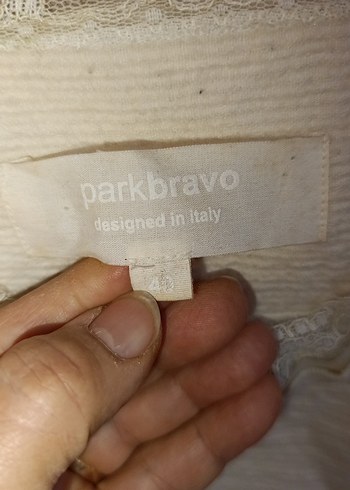 parkbravo
designed in italy